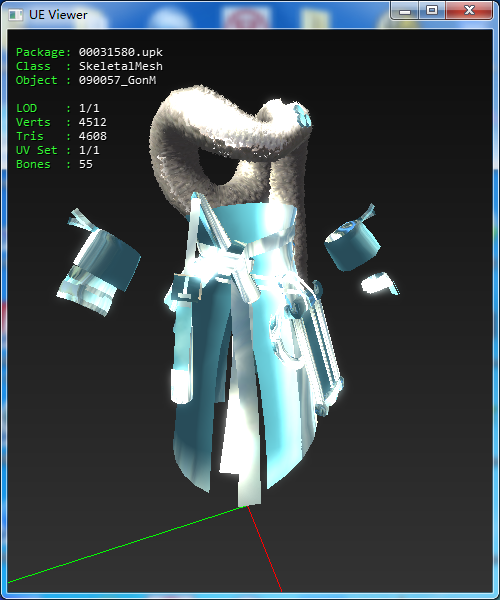 UE Viewer
Package: 00031580.upk
Class : SkeletalMesh
Object : 090057_GonM
LOD : 1/1
Verts : 4512
Tris : 4608
UV Set : 1/1
Bones : 55